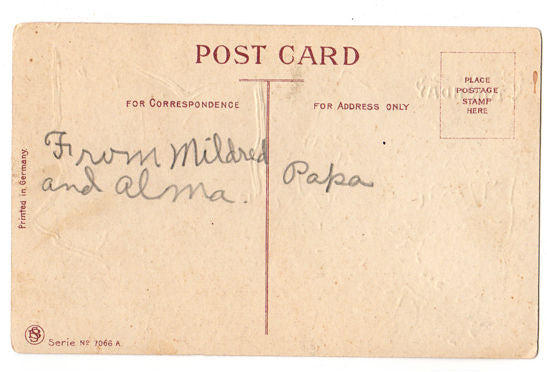 POST CARD
FOR CORRESPONDENCE
FOR ADDRESS ONLY
PLACE
POSTAGE
STAMP
HERE
From Mildred
and Alma.
Papa
Printed in Germany.
Serie Nº 7066 A.